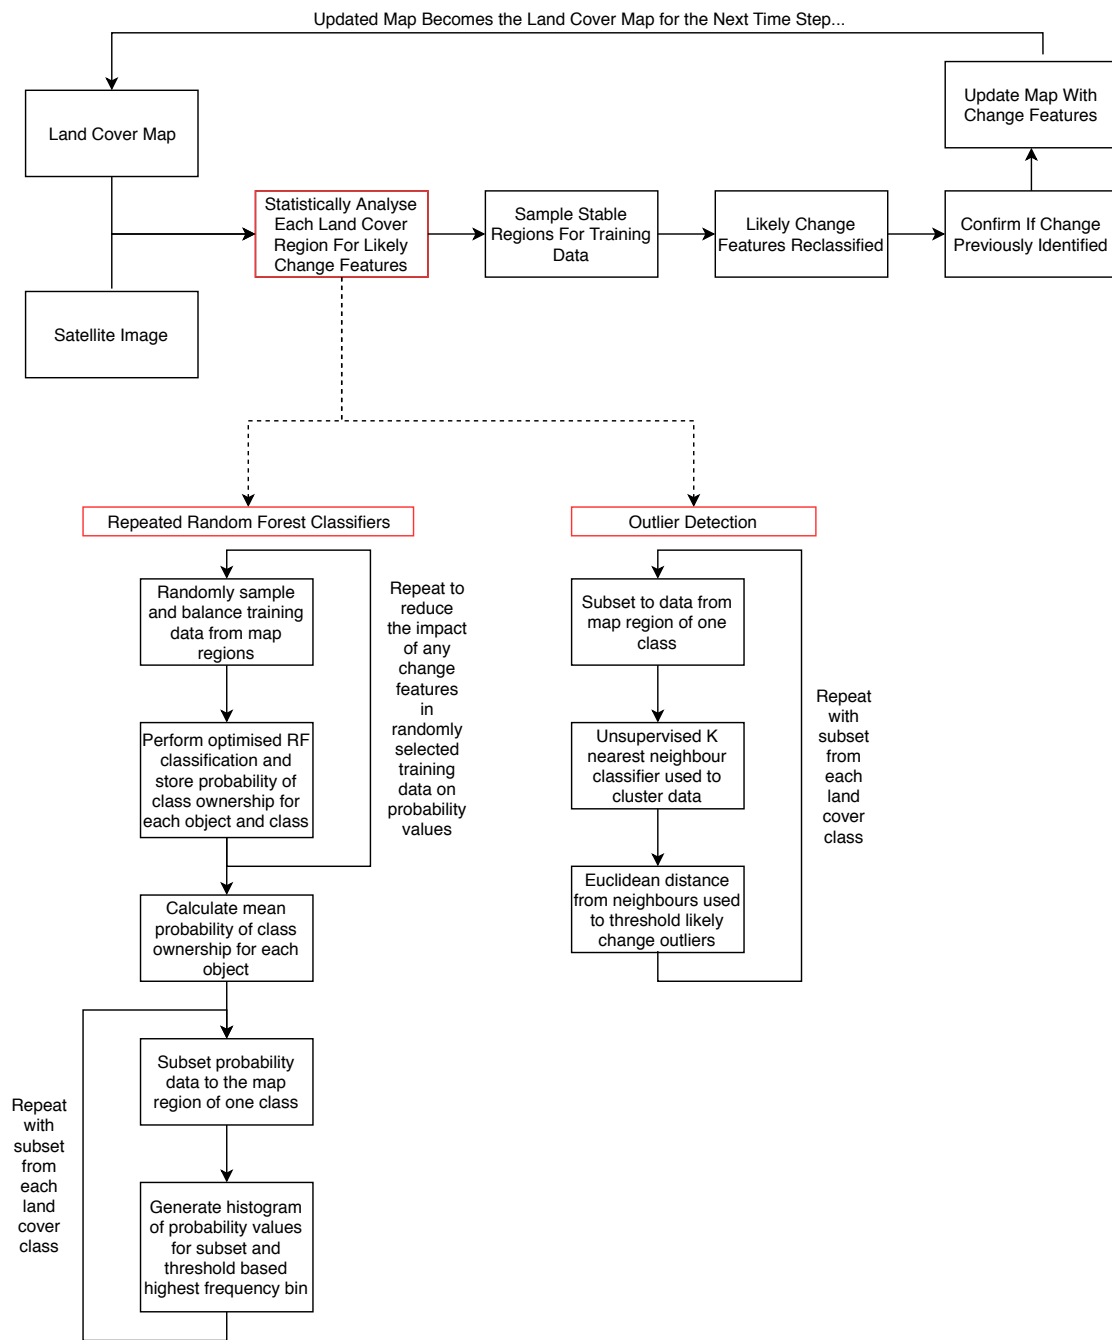 Updated Map Becomes the Land Cover Map for the Next Time Step...
Land Cover Map
Satellite Image
Statistically Analyse
Each Land Cover
Region For Likely
Change Features
Sample Stable
Regions For Training
Data
Likely Change
Features Reclassified
Confirm If Change
Previously Identified
Update Map With
Change Features
Repeated Random Forest Classifiers
Randomly sample
and balance training
data from map
regions
Perform optimised RF
classification and
store probability of
class ownership for
each object and class
Repeat to
reduce
the impact
of any
change
features
in
randomly
selected
training
data on
probability
values
Calculate mean
probability of class
ownership for each
object
Subset probability
data to the map
region of one class
Generate histogram
of probability values
for subset and
threshold based
highest frequency bin
Repeat
with
subset
from
each
land
cover
class
Outlier Detection
Subset to data from
map region of one
class
Unsupervised K
nearest neighbour
classifier used to
cluster data
Euclidean distance
from neighbours used
to threshold likely
change outliers
Repeat
with
subset
from
each
land
cover
class